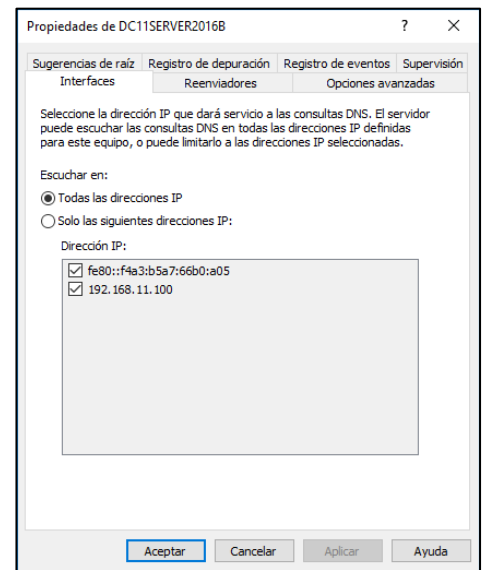 Propiedades de DC11SERVER2016B
Sugerencias de raíz Registro de depuración Registro de eventos Supervisión
Interfaces Reenviadores Opciones avanzadas
Seleccione la dirección IP que dará servicio a las consultas DNS. El servidor
puede escuchar las consultas DNS en todas las direcciones IP definidas
para este equipo, o puede limitarlo a las direcciones IP seleccionadas.
Escuchar en:
Todas las direcciones IP
Solo las siguientes direcciones IP:
Dirección IP:
fe80::f4a3:b5a7:66b0:a05
192.168.11.100
Aceptar Cancelar Aplicar Ayuda